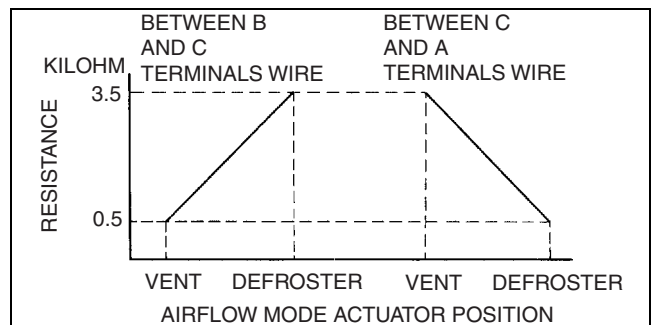 BETWEEN B
AND C
TERMINALS WIRE
BETWEEN C
AND A
TERMINALS WIRE
KILOHM
3.5
RESISTANCE
0.5
VENT DEFROSTER VENT DEFROSTER
AIRFLOW MODE ACTUATOR POSITION